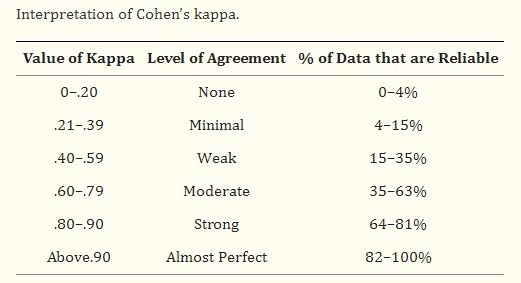 Interpretation of Cohen’s kappa.
Value of Kappa Level of Agreement % of Data that are Reliable
0–.20 None 0–4%
.21–.39 Minimal 4–15%
.40–.59 Weak 15–35%
.60–.79 Moderate 35–63%
.80–.90 Strong 64–81%
Above.90 Almost Perfect 82–100%